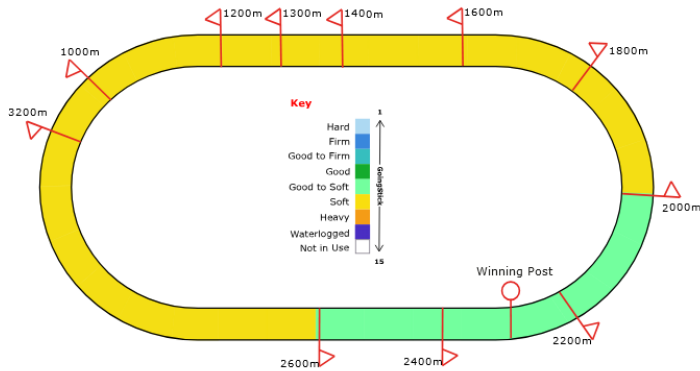 1200m
1300m
1400m
1600m
1800m
1000m
3200m
Key
1
Hard
Firm
Good to Firm
Good
Good to Soft
Soft
Heavy
Waterlogged
Not in Use
GoingStick
15
2000m
Winning Post
2200m
2400m
2600m